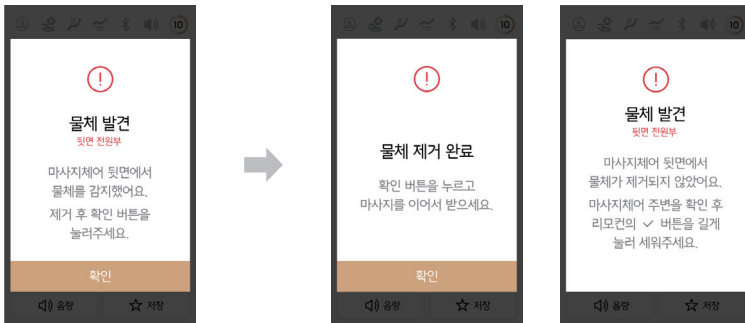 10
!
물체 발견
뒷면 전원부
마사지체어 뒷면에서
물체를 감지했어요.
제거 후 확인 버튼을
눌러주세요.
확인
음량
저장
10
!
물체 제거 완료
확인 버튼을 누르고
마사지를 이어서 받으세요.
확인
음량
저장
10
!
물체 발견
뒷면 전원부
마사지체어 뒷면에서
물체가 제거되지 않았어요.
마사지체어 주변을 확인 후
리모컨의 ✓ 버튼을 길게
눌러 세워주세요.
음량
저장